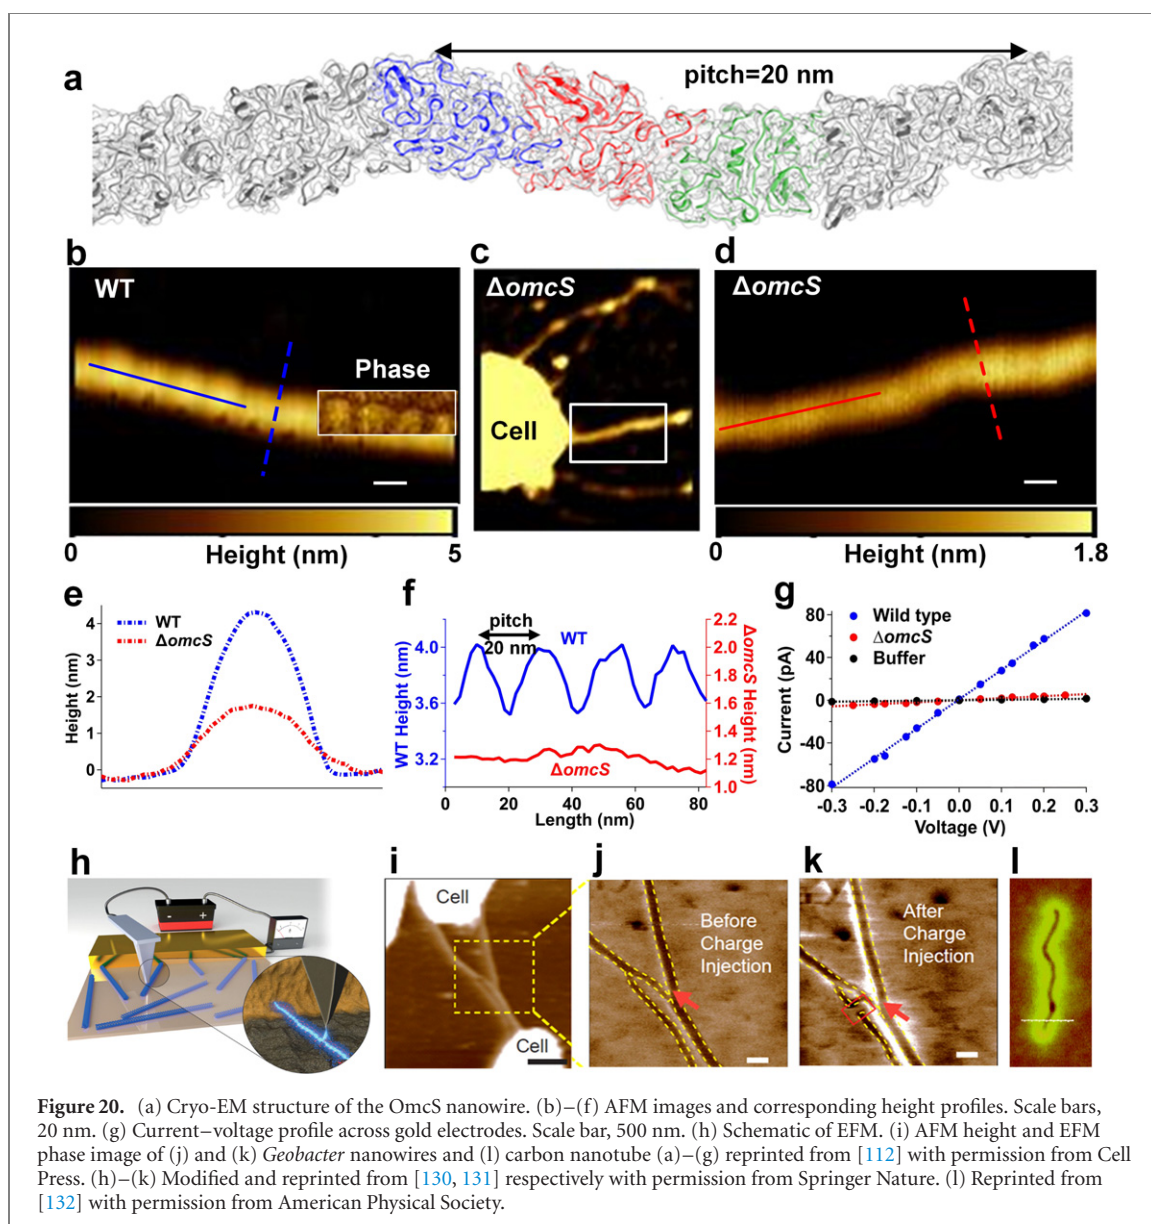 a
pitch=20 nm
b
WT
Phase
0
Height (nm)
5
c
ΔomcS
Cell
d
ΔomcS
0
Height (nm)
1.8
e
WT
ΔomcS
Height (nm)
4
3
2
1
0
f
pitch
20 nm
WT
ΔomcS
WT Height (nm)
4.0
3.6
3.2
ΔomcS Height (nm)
2.2
2.0
1.8
1.6
1.4
1.2
1.0
0 20 40 60 80
Length (nm)
g
Wild type
ΔomcS
Buffer
Current (pA)
80
40
0
-40
-80
-0.3 -0.2 -0.1 0.0 0.1 0.2 0.3
Voltage (V)
h
- +
i
Cell
Cell
j
Before
Charge
Injection
k
After
Charge
Injection
l
Figure 20. (a) Cryo-EM structure of the OmcS nanowire. (b)–(f) AFM images and corresponding height profiles. Scale bars,
20 nm. (g) Current–voltage profile across gold electrodes. Scale bar, 500 nm. (h) Schematic of EFM. (i) AFM height and EFM
phase image of (j) and (k) Geobacter nanowires and (l) carbon nanotube (a)–(g) reprinted from [112] with permission from Cell
Press. (h)–(k) Modified and reprinted from [130, 131] respectively with permission from Springer Nature. (l) Reprinted from
[132] with permission from American Physical Society.